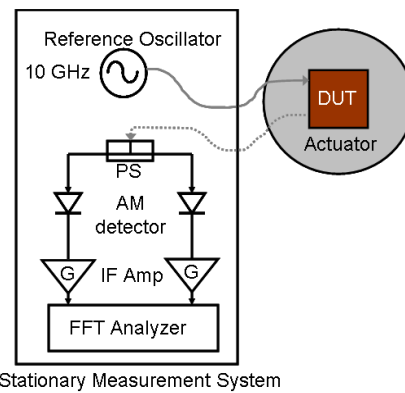 Reference Oscillator
10 GHz
DUT
Actuator
PS
AM
detector
G
IF Amp
G
FFT Analyzer
Stationary Measurement System